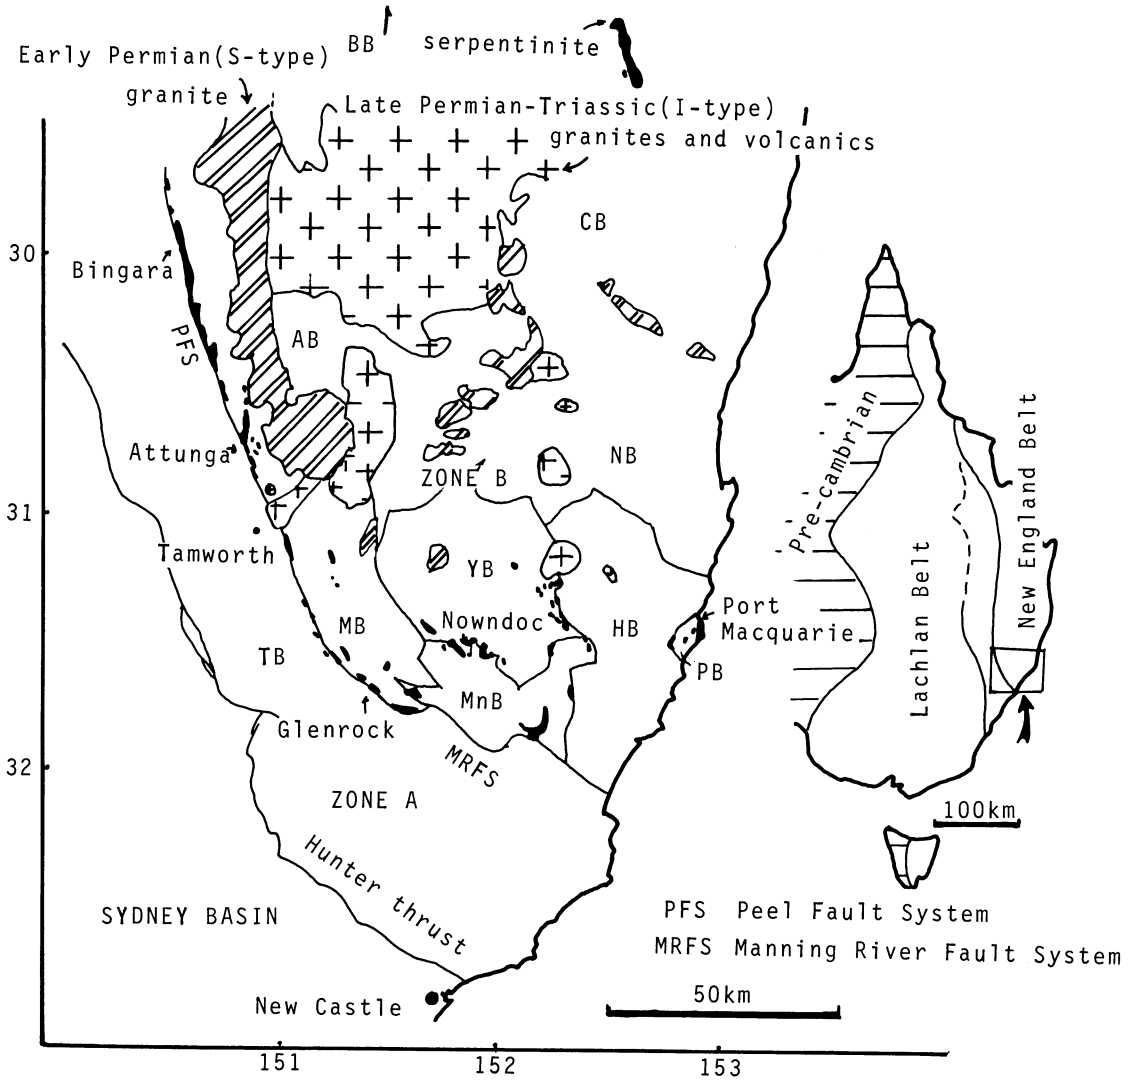 BB
serpentinite
Early Permian(S-type)
granite
Late Permian-Triassic(I-type)
granites and volcanics
CB
30
Bingara
PFS
AB
Attunga
ZONE B
NB
31
Tamworth
YB
Nowndoc
MB
HB
Port
Macquarie
TB
PB
MnB
Glenrock
MRFS
32
ZONE A
Hunter thrust
SYDNEY BASIN
New Castle
151
152
153
Pre-cambrian
Lachlan Belt
New England Belt
100km
PFS Peel Fault System
MRFS Manning River Fault System
50km